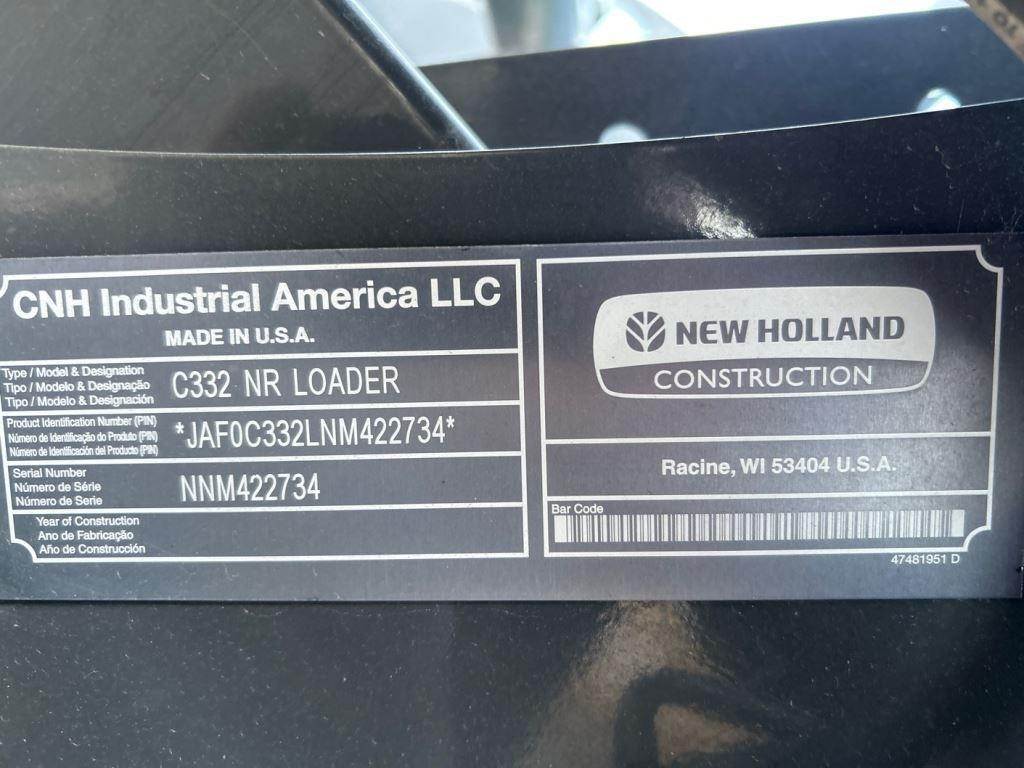 CNH Industrial America LLC
MADE IN U.S.A.
Type / Model & Designation
Tipo / Modelo & Designação
Tipo / Modelo & Designación
C332 NR LOADER
Product Identification Number (PIN)
Número de Identificação do Produto (PIN)
Número de Identificación del Producto (PIN)
*JAF0C332LNM422734*
Serial Number
Número de Série
Número de Serie
NNM422734
Year of Construction
Ano de Fabricação
Año de Construcción
NEW HOLLAND
CONSTRUCTION
Racine, WI 53404 U.S.A.
Bar Code
47481951 D